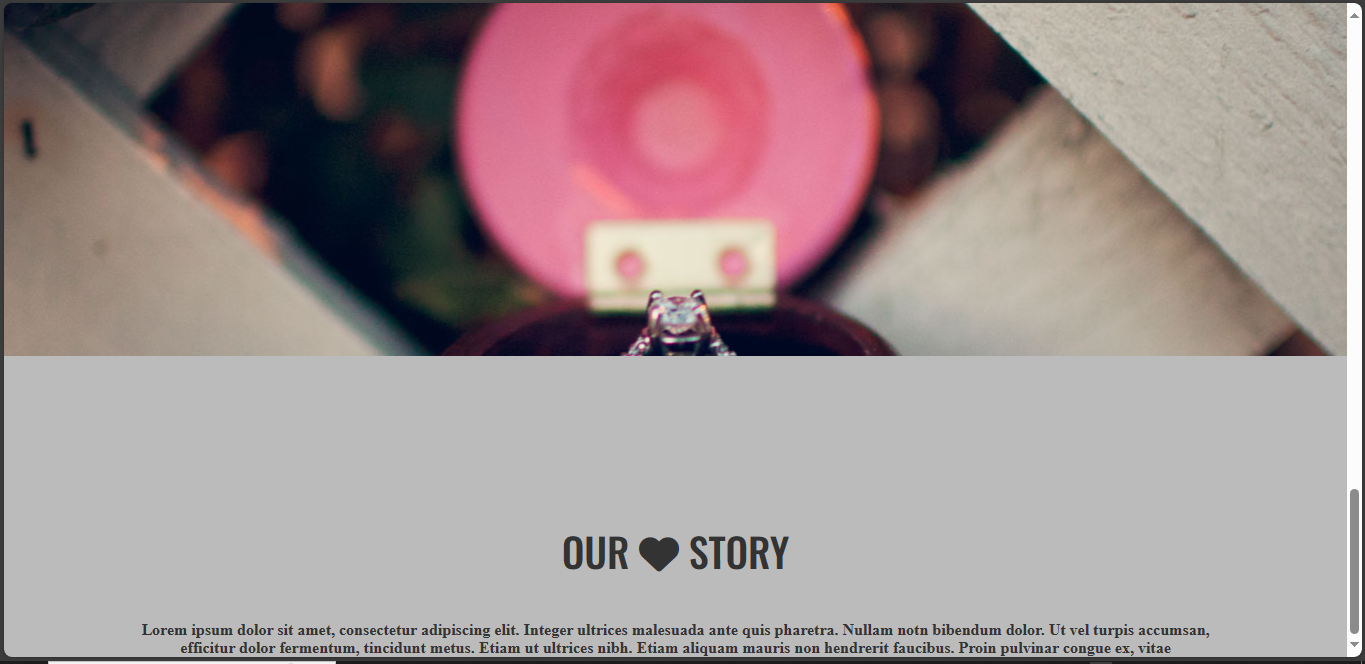 OUR STORY
Lorem ipsum dolor sit amet, consectetur adipiscing elit. Integer ultrices malesuada ante quis pharetra. Nullam notn bibendum dolor. Ut vel turpis accumsan,
efficitur dolor fermentum, tincidunt metus. Etiam ut ultrices nibh. Etiam aliquam mauris non hendrerit faucibus. Proin pulvinar congue ex, vitae